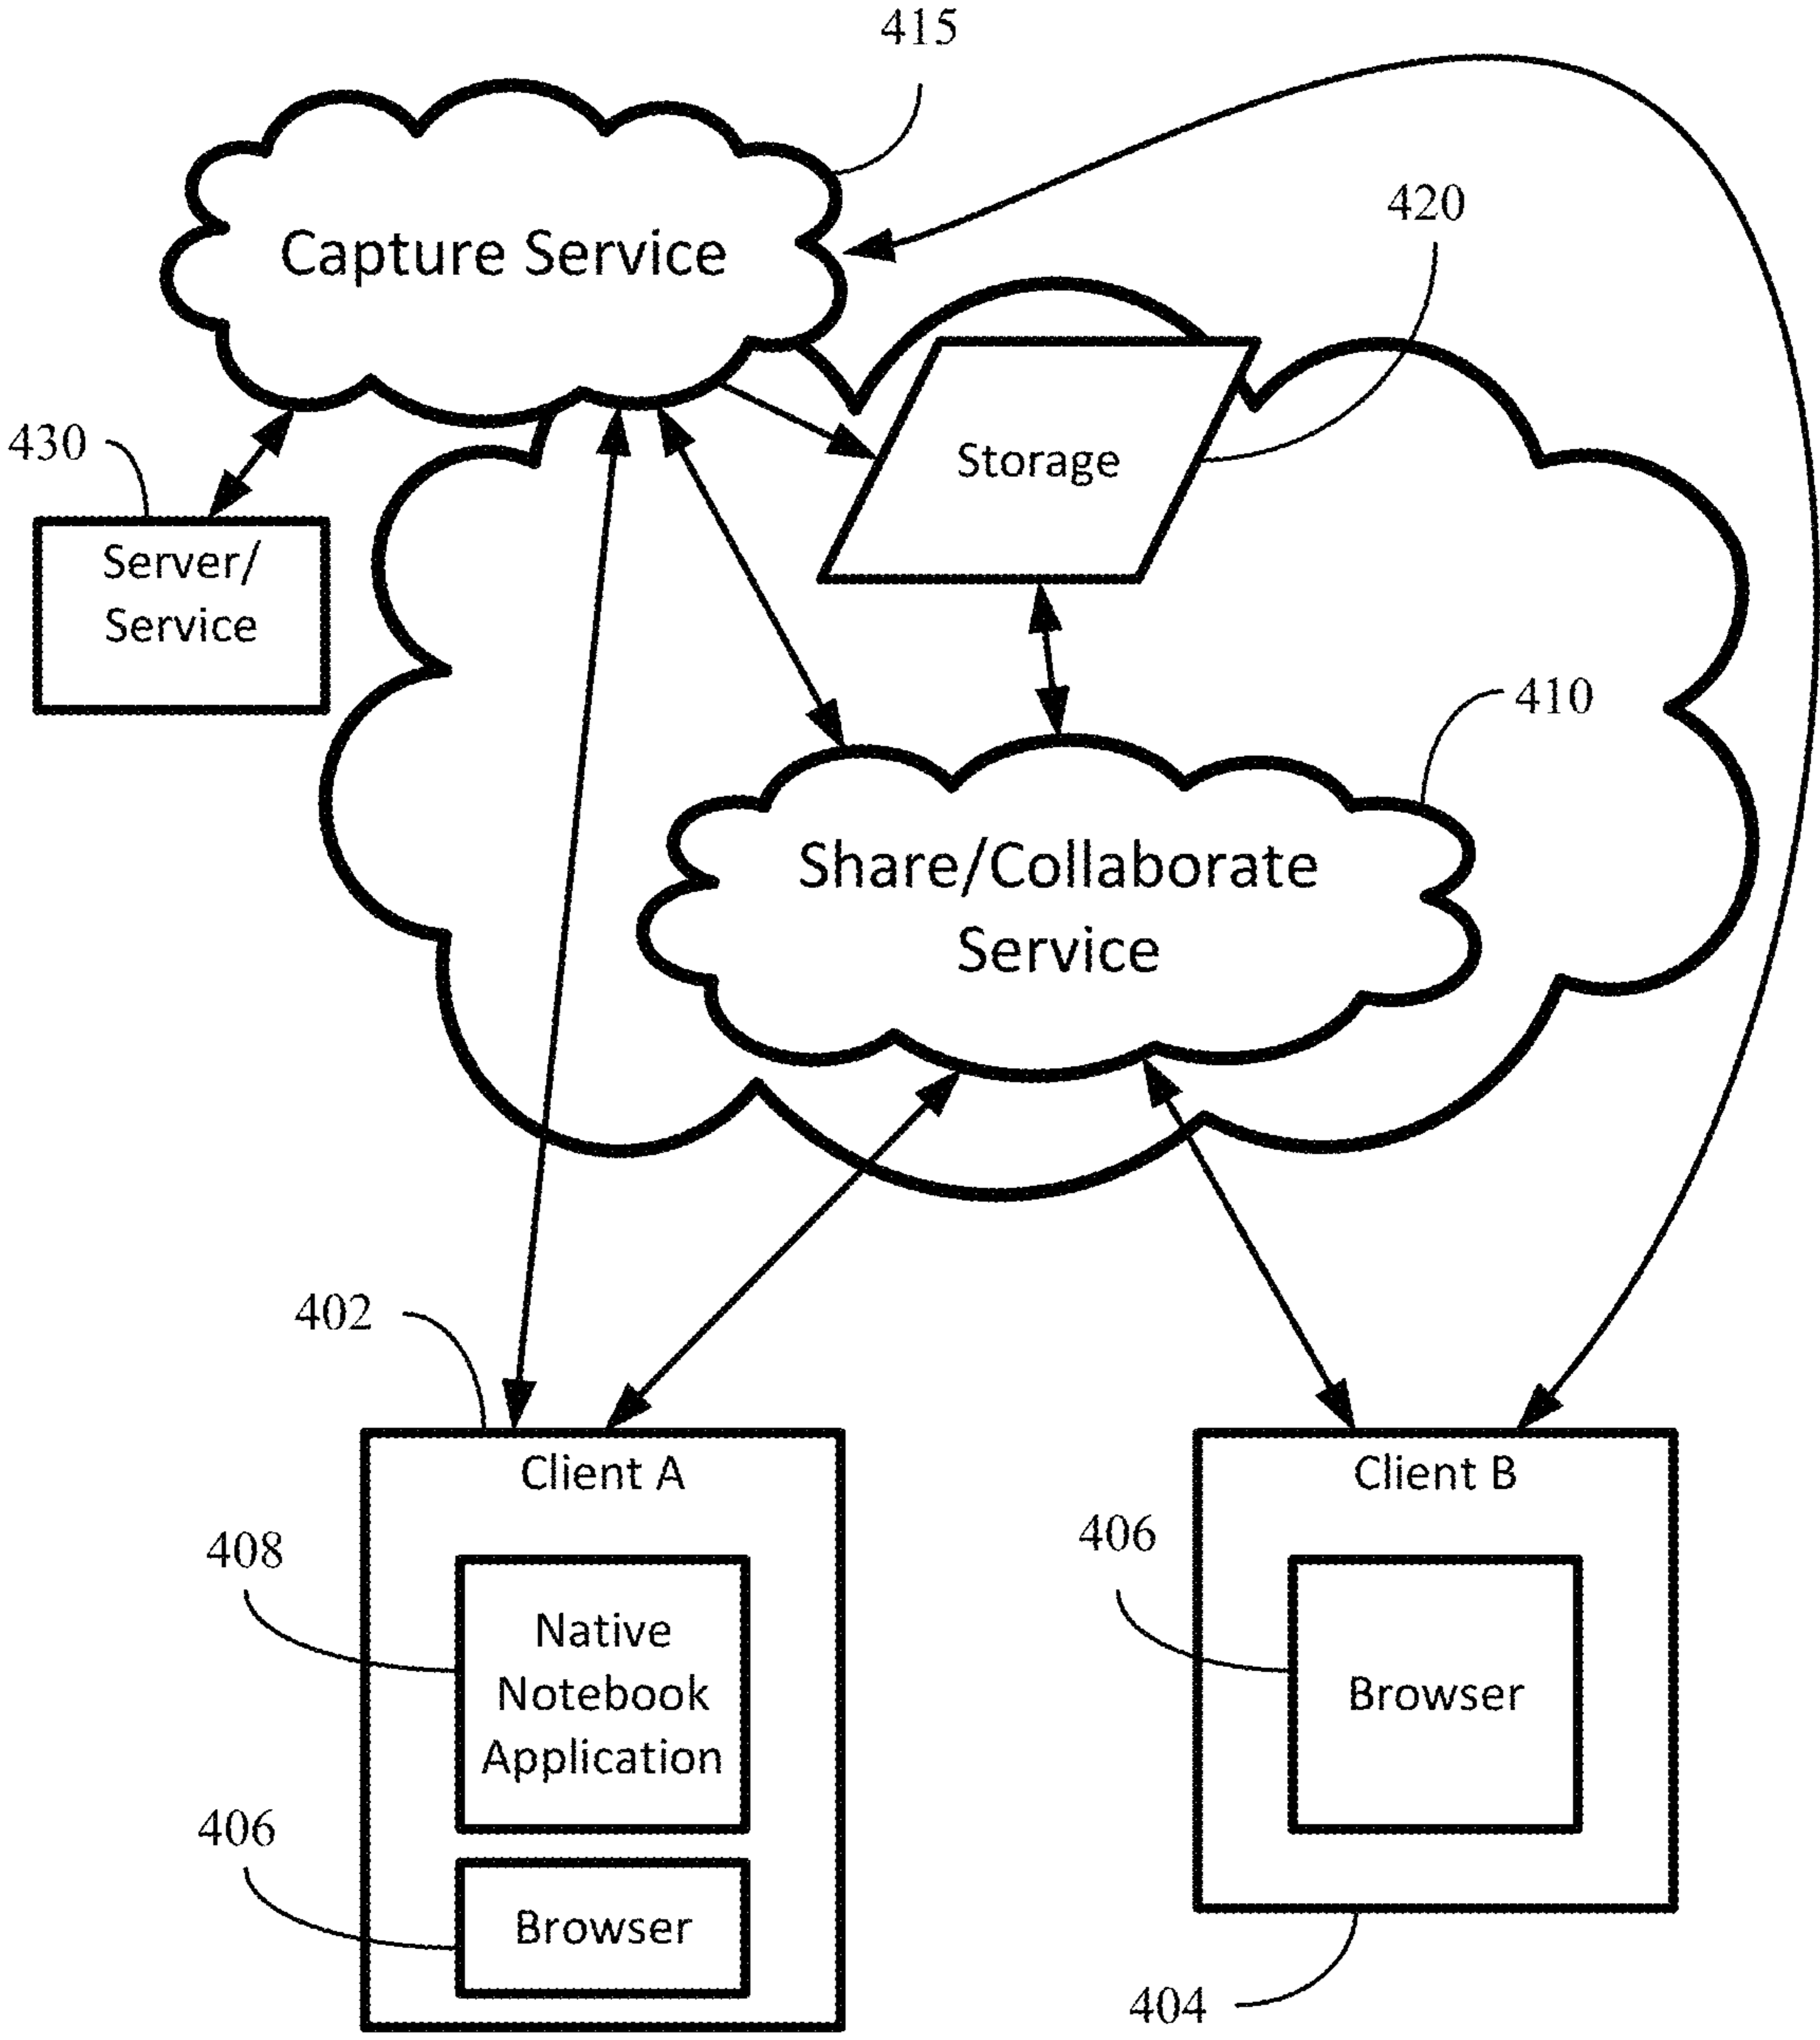 415
Capture Service
420
430
Storage
Server/
Service
410
Share/Collaborate
Service
402
Client A
Client B
408
406
Native
Notebook
Application
Browser
406
Browser
404